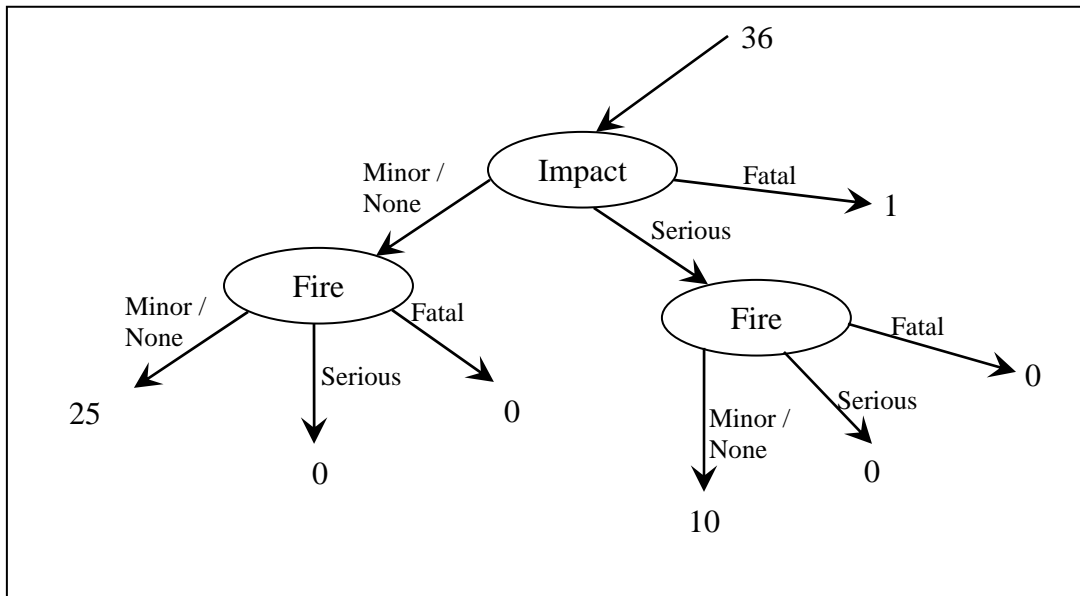 36
Impact
Minor /
None
Fatal
1
Serious
Fire
Minor /
None
Fatal
Serious
25
0
0
Fire
Fatal
0
Serious
Minor /
None
0
10